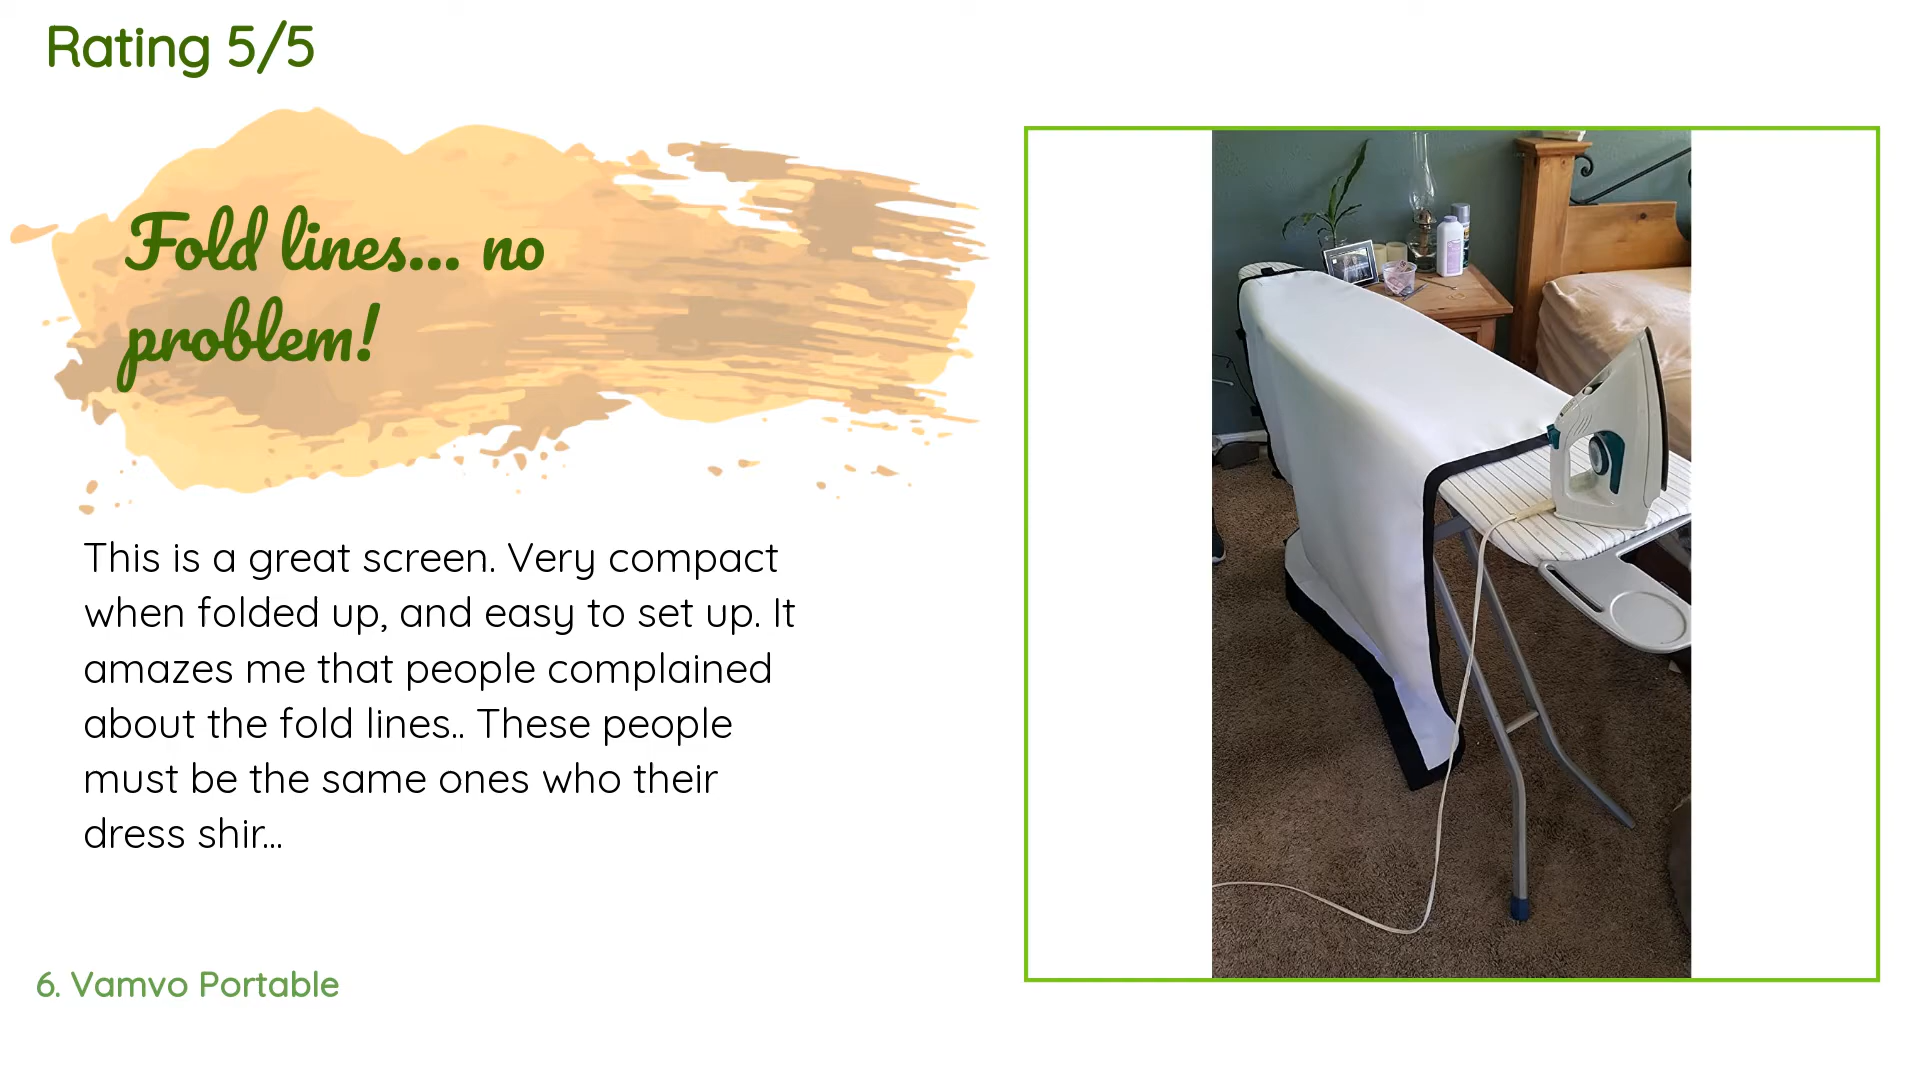 Rating 5/5
Fold lines... no
problem!
This is a great screen. Very compact
when folded up, and easy to set up. It
amazes me that people complained
about the fold lines.. These people
must be the same ones who their
dress shir...
6. Vamvo Portable